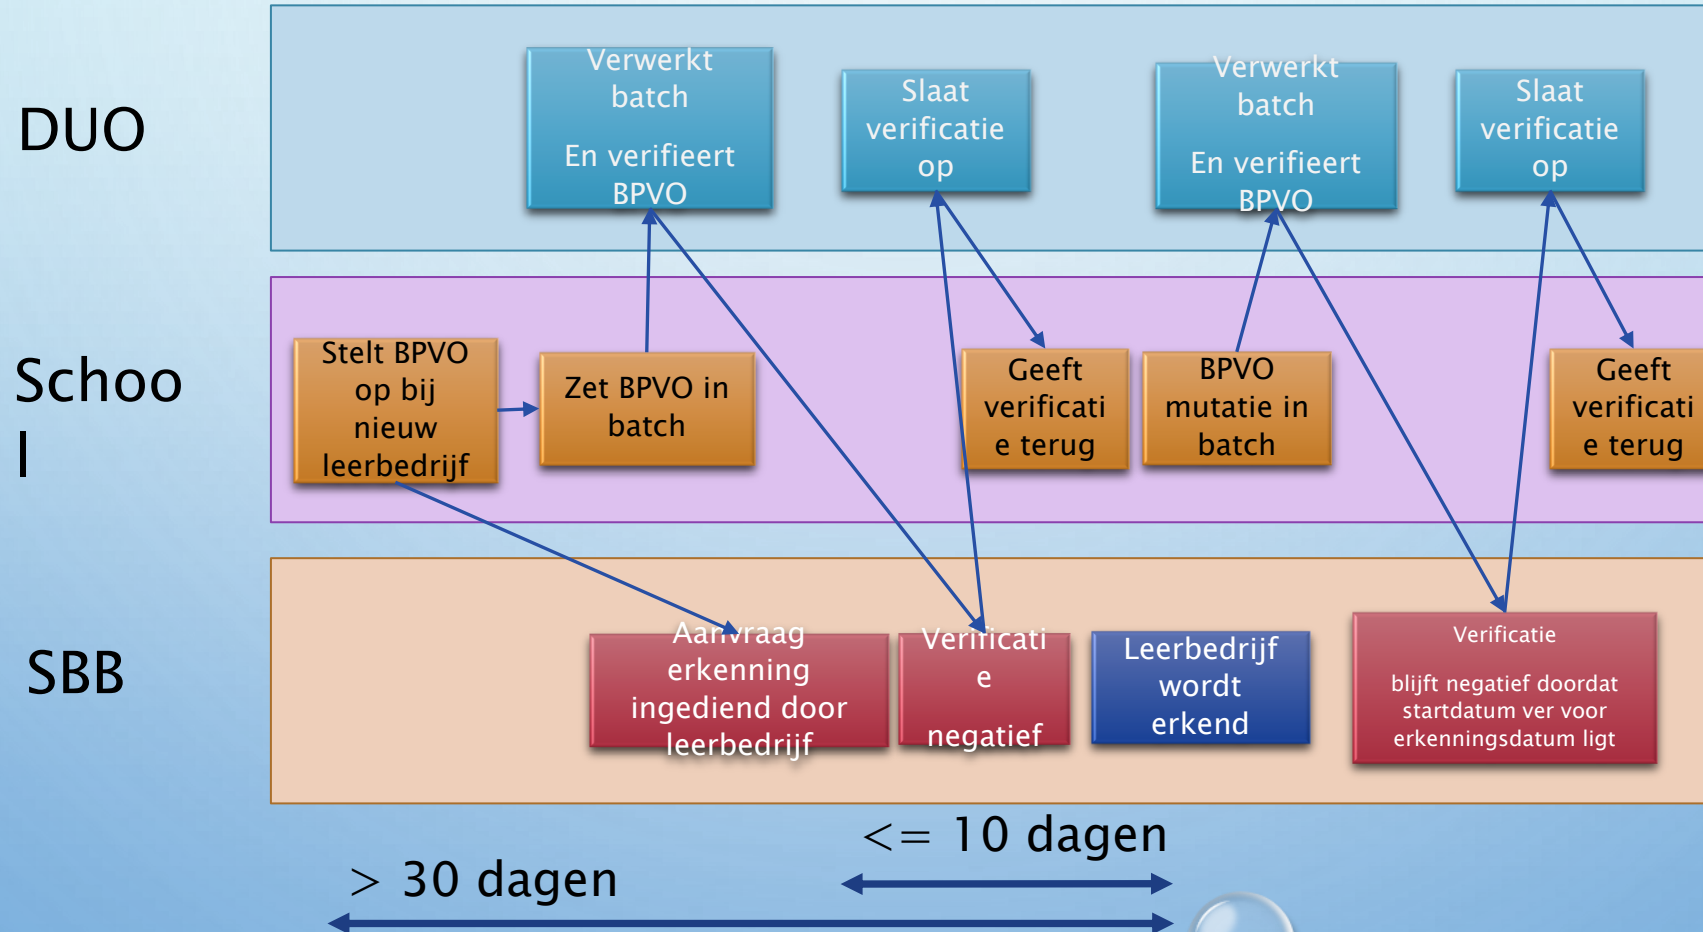 DUO
Verwerkt
batch
En verifieert
BPVO
Slaat
verificatie
op
Verwerkt
batch
En verifieert
BPVO
Slaat
verificatie
op
Schoo
l
Stelt BPVO
op bij
nieuw
leerbedrijf
Zet BPVO in
batch
Geeft
verificati
e terug
BPVO
mutatie in
batch
Geeft
verificati
e terug
SBB
Aanvraag
erkenning
ingediend door
leerbedrijf
Verificati
e
negatief
Leerbedrijf
wordt
erkend
Verificatie
blijft negatief doordat
startdatum ver voor
erkenningsdatum ligt
<= 10 dagen
> 30 dagen